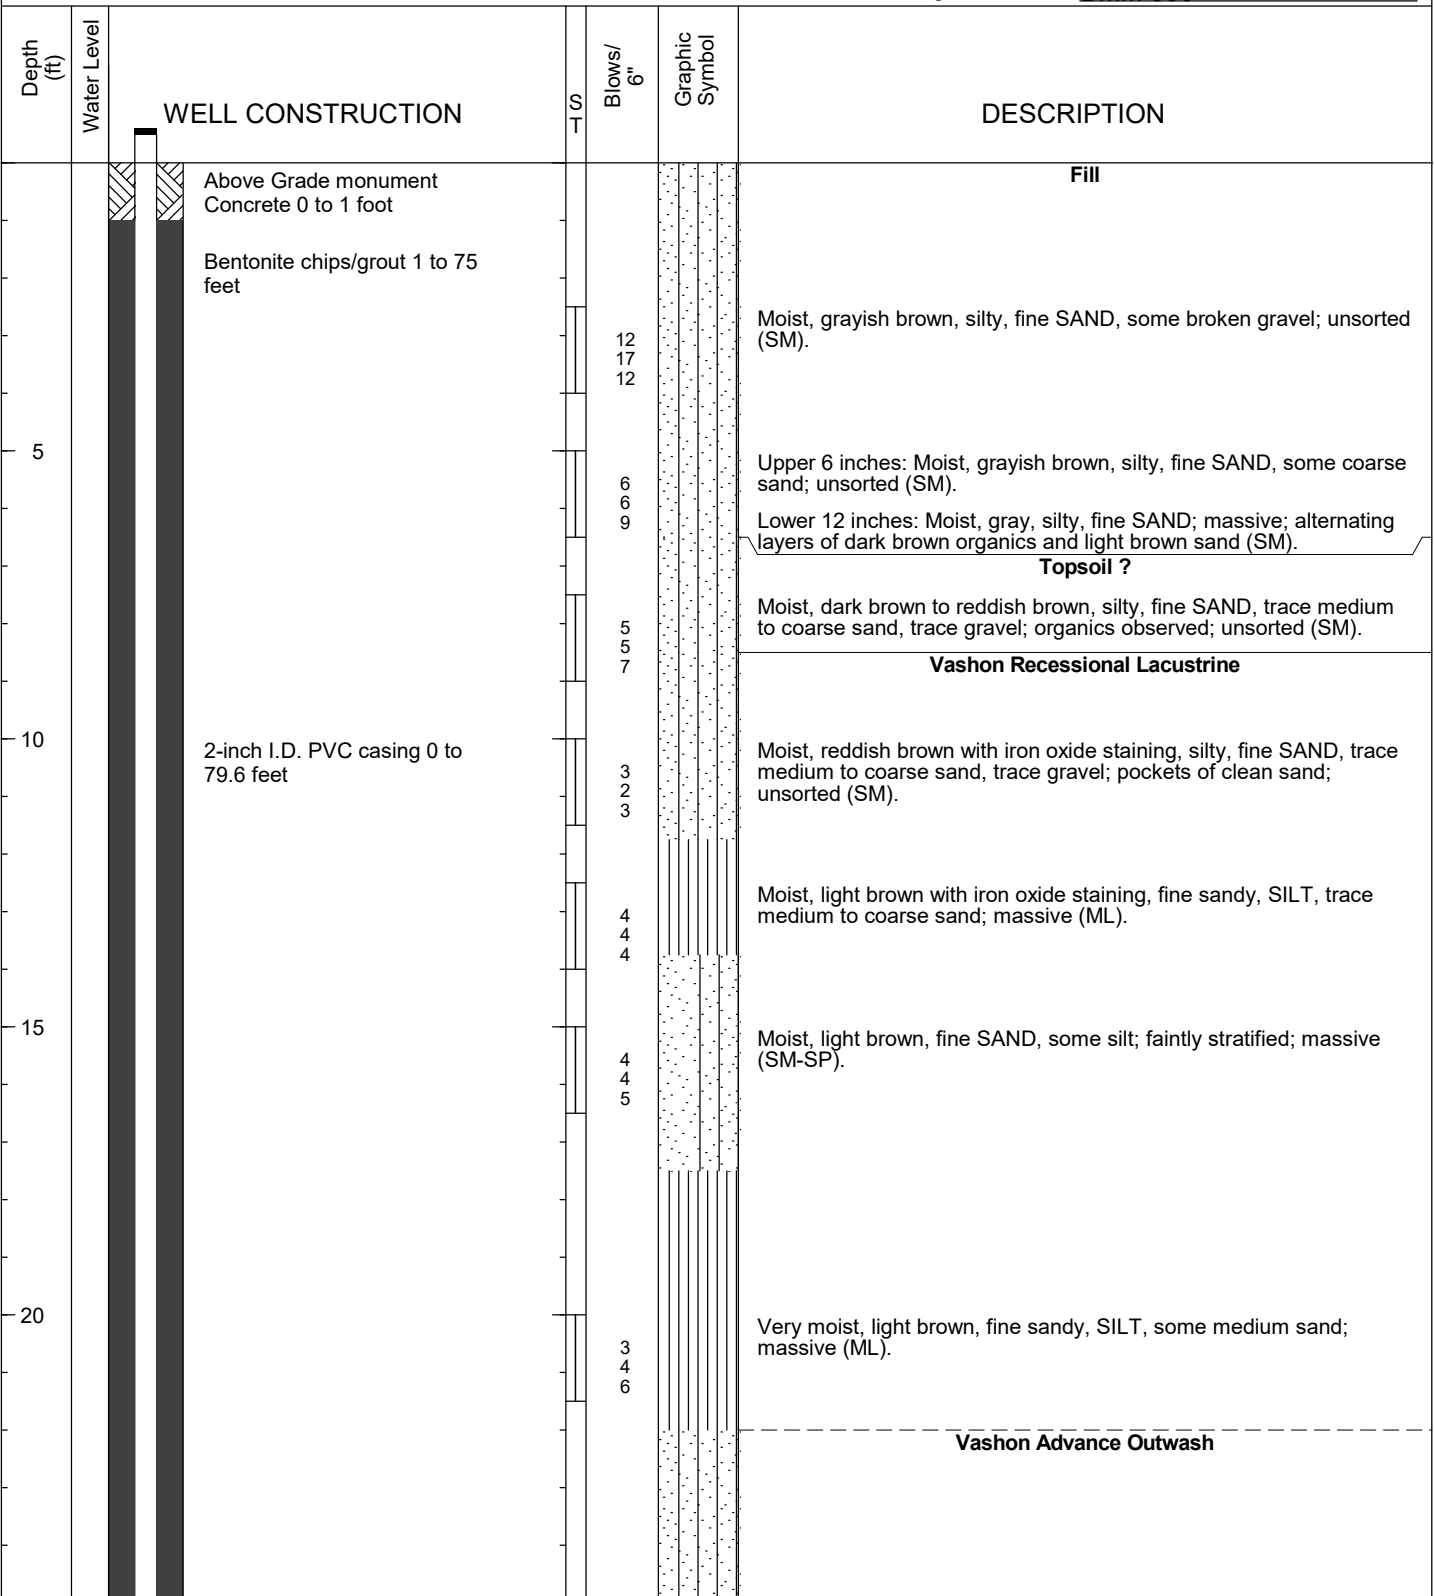 Depth
(ft)
Water Level
WELL CONSTRUCTION
S
T
Blows/
6"
Graphic
Symbol
DESCRIPTION
Above Grade monument
Concrete 0 to 1 foot
Fill
Bentonite chips/grout 1 to 75
feet
12
17
12
Moist, grayish brown, silty, fine SAND, some broken gravel; unsorted
(SM).
5
6
6
9
Upper 6 inches: Moist, grayish brown, silty, fine SAND, some coarse
sand; unsorted (SM).
Lower 12 inches: Moist, gray, silty, fine SAND; massive; alternating
layers of dark brown organics and light brown sand (SM).
Topsoil ?
5
5
7
Moist, dark brown to reddish brown, silty, fine SAND, trace medium
to coarse sand, trace gravel; organics observed; unsorted (SM).
Vashon Recessional Lacustrine
10
2-inch I.D. PVC casing 0 to
79.6 feet
3
2
3
Moist, reddish brown with iron oxide staining, silty, fine SAND, trace
medium to coarse sand, trace gravel; pockets of clean sand;
unsorted (SM).
4
4
4
Moist, light brown with iron oxide staining, fine sandy, SILT, trace
medium to coarse sand; massive (ML).
15
4
4
5
Moist, light brown, fine SAND, some silt; faintly stratified; massive
(SM-SP).
20
3
4
6
Very moist, light brown, fine sandy, SILT, some medium sand;
massive (ML).
Vashon Advance Outwash